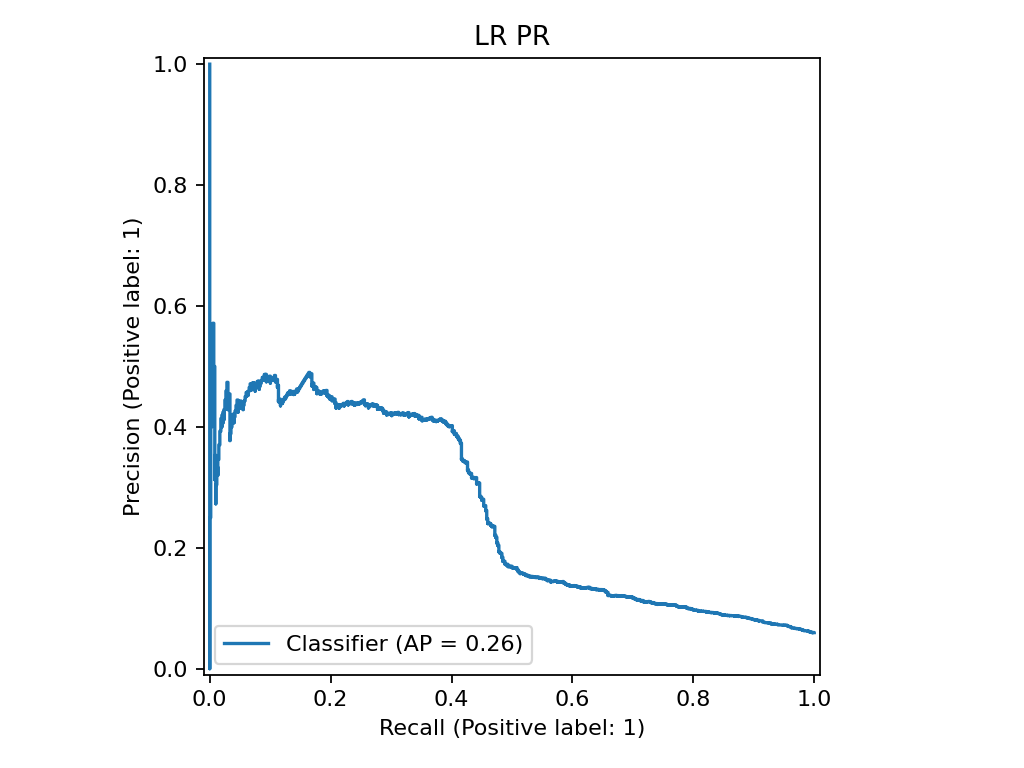 LR PR
1.0
0.8
0.6
0.4
0.2
0.0
Precision (Positive label: 1)
Classifier (AP = 0.26)
0.0 0.2 0.4 0.6 0.8 1.0
Recall (Positive label: 1)